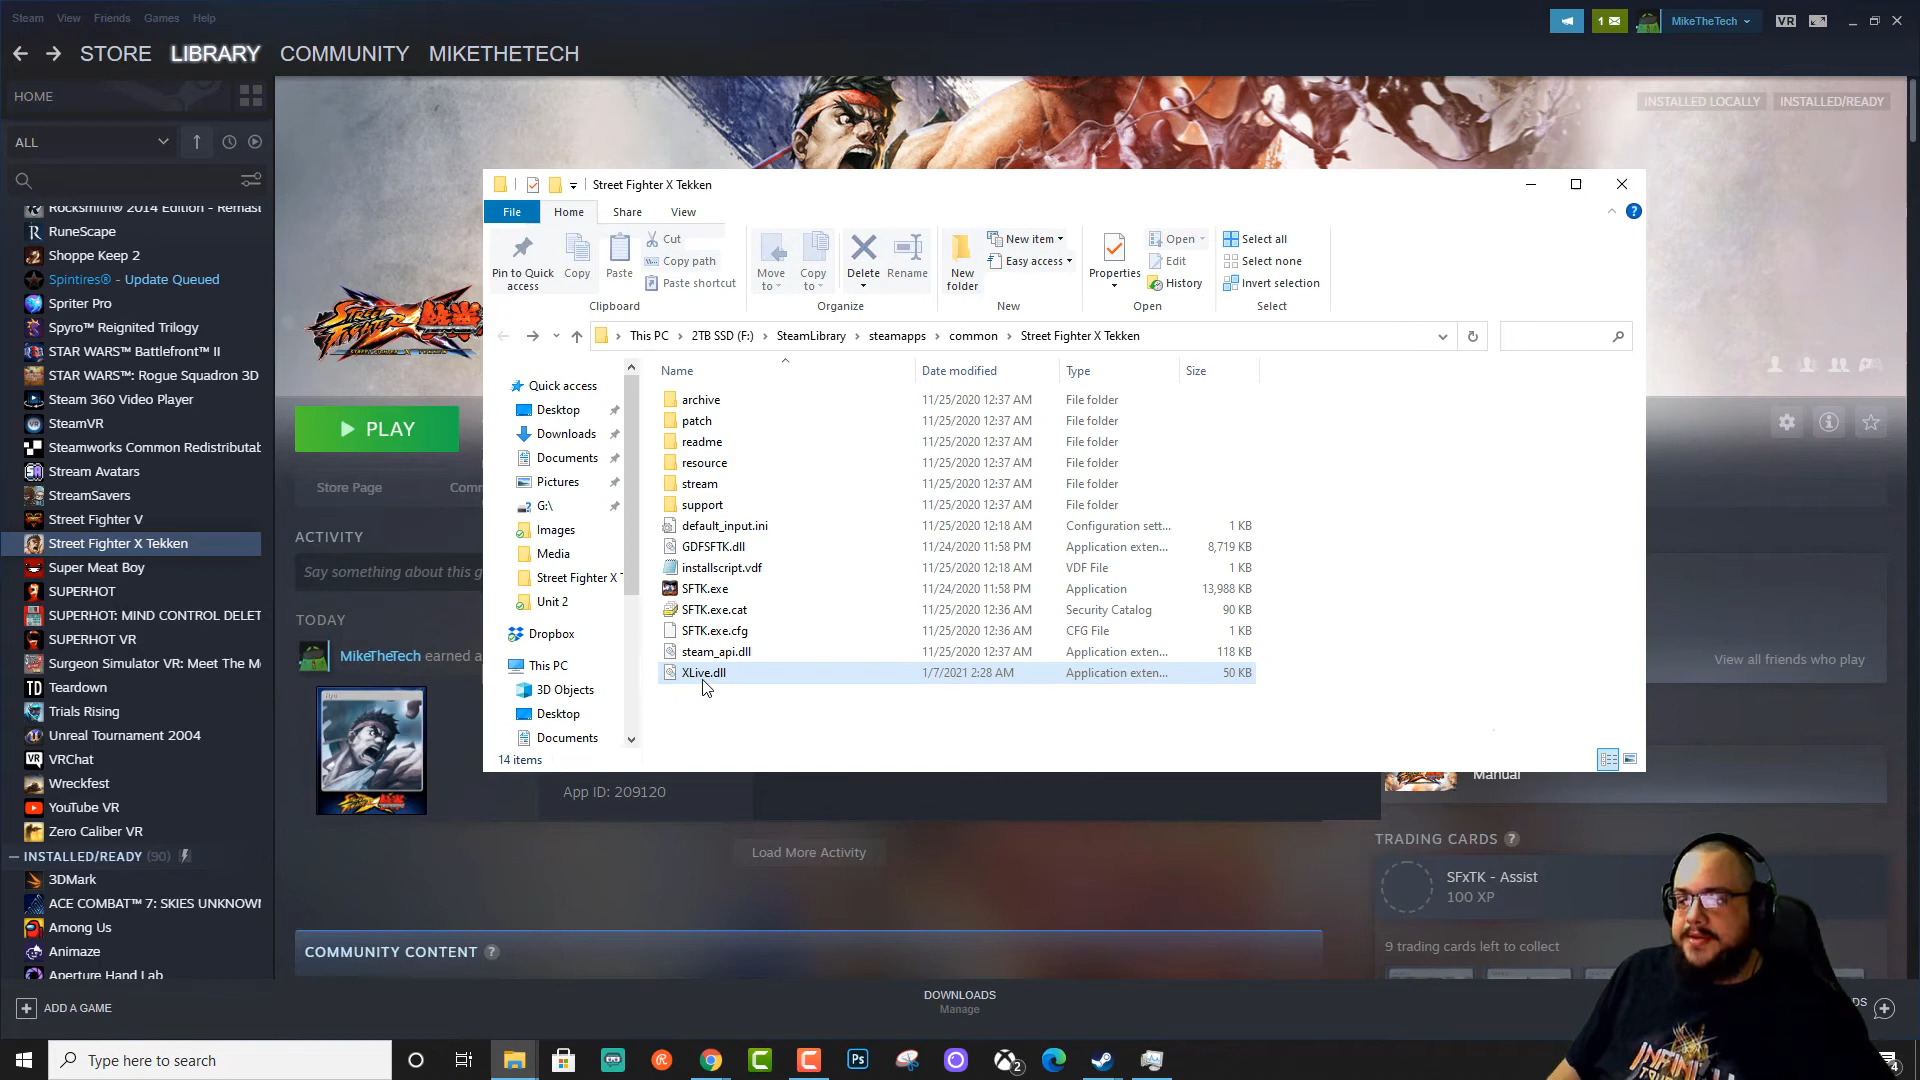 Steam View Friends Games Help
1 MikeTheTech VR
STORE LIBRARY COMMUNITY MIKETHETECH
HOME
INSTALLED LOCALLY INSTALLED/READY
ALL
Rocksmith® 2014 Edition - Remast
RuneScape
Shoppe Keep 2
Spintires® - Update Queued
Spriter Pro
Spyro™ Reignited Trilogy
STAR WARS™ Battlefront™ II
STAR WARS™: Rogue Squadron 3D
Steam 360 Video Player
SteamVR
Steamworks Common Redistributab
Stream Avatars
StreamSavers
Street Fighter V
Street Fighter X Tekken
Super Meat Boy
SUPERHOT
SUPERHOT: MIND CONTROL DELET
SUPERHOT VR
Surgeon Simulator VR: Meet The M
Teardown
Trials Rising
Unreal Tournament 2004
VRChat
Wreckfest
YouTube VR
Zero Caliber VR
INSTALLED/READY (90)
3DMark
ACE COMBAT™ 7: SKIES UNKNOWN
Among Us
Animaze
Aperture Hand Lab
ADD A GAME
STREET FIGHTER
PLAY
Store Page Comm
ACTIVITY
Say something about this g
TODAY
MikeTheTech earned a
Street Fighter X Tekken
File Home Share View
Pin to Quick access
Copy
Paste
Cut
Copy path
Paste shortcut
Clipboard
Move to
Copy to
Delete
Rename
Organize
New folder
New item
Easy access
New
Properties
Open
Edit
History
Open
Select all
Select none
Invert selection
Select
This PC › 2TB SSD (F:) › SteamLibrary › steamapps › common › Street Fighter X Tekken
Quick access
Desktop
Downloads
Documents
Pictures
G:\
Images
Media
Street Fighter X T
Unit 2
Dropbox
This PC
3D Objects
Desktop
Documents
Name Date modified Type Size
archive 11/25/2020 12:37 AM File folder
patch 11/25/2020 12:37 AM File folder
readme 11/25/2020 12:37 AM File folder
resource 11/25/2020 12:37 AM File folder
stream 11/25/2020 12:37 AM File folder
support 11/25/2020 12:37 AM File folder
default_input.ini 11/25/2020 12:18 AM Configuration sett... 1 KB
GDFSFTK.dll 11/24/2020 11:58 PM Application exten... 8,719 KB
installscript.vdf 11/25/2020 12:18 AM VDF File 1 KB
SFTK.exe 11/24/2020 11:58 PM Application 13,988 KB
SFTK.exe.cat 11/25/2020 12:36 AM Security Catalog 90 KB
SFTK.exe.cfg 11/25/2020 12:36 AM CFG File 1 KB
steam_api.dll 11/25/2020 12:37 AM Application exten... 118 KB
XLive.dll 1/7/2021 2:28 AM Application exten... 50 KB
14 items
View all friends who play
Manual
App ID: 209120
Load More Activity
TRADING CARDS ?
SFxTK - Assist
100 XP
9 trading cards left to collect
COMMUNITY CONTENT ?
DOWNLOADS
Manage
DS
Type here to search
Ps
2
4